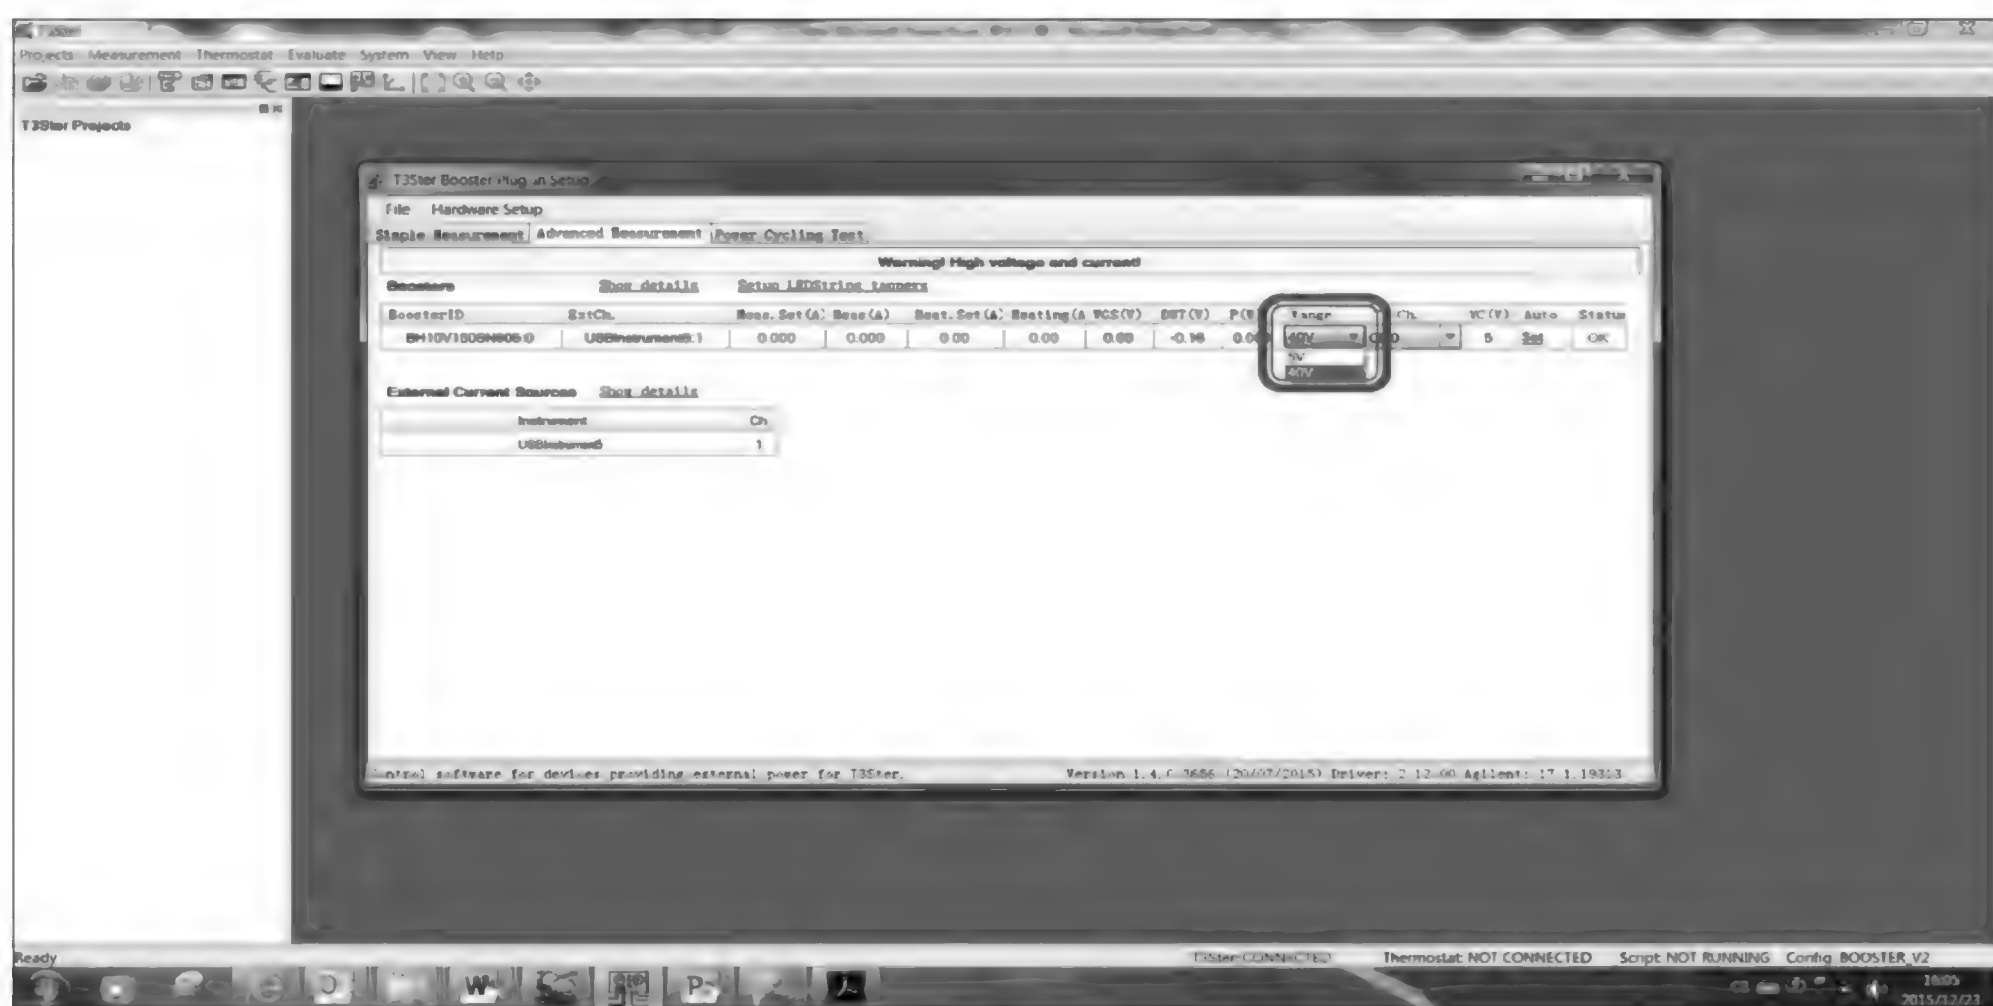 T3Ster
Projects Measurement Thermostat Evaluate System View Help
T3Ster Projects
T3Ster Booster Plug-in Setup
File Hardware Setup
Simple Measurement Advanced Measurement Power Cycling Test
Warning! High voltage and current!
Boosters Show details Setup LEDString tappers
BoosterID ExtCh. Meas.Set(A) Meas(A) Heat.Set(A) Heating(A VGS(V) DUT(V) P(W) Range Ch. VC(V) Auto Status
0.000 0.000 0.00 0.00 0.00 -0.16 40V 5 Set OK
5V
40V
External Current Sources Show details
Instrument Ch
1
control software for devices providing external power for T3Ster. Version 1.4.0 3686 (20/07/2015) Driver: 2.12.00 Agilent: 17.1.19313
Ready T3Ster: CONNECTED Thermostat: NOT CONNECTED Script: NOT RUNNING Config: BOOSTER_V2
16:05
2015/12/23